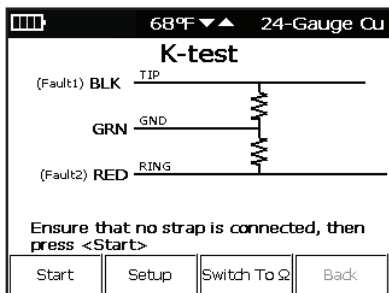 68°F▼▲ 24-Gauge Cu
K-test
(Fault1) BLK TIP
GRN GND
(Fault2) RED RING
Ensure that no strap is connected, then
press <Start>
Start Setup Switch To Ω Back